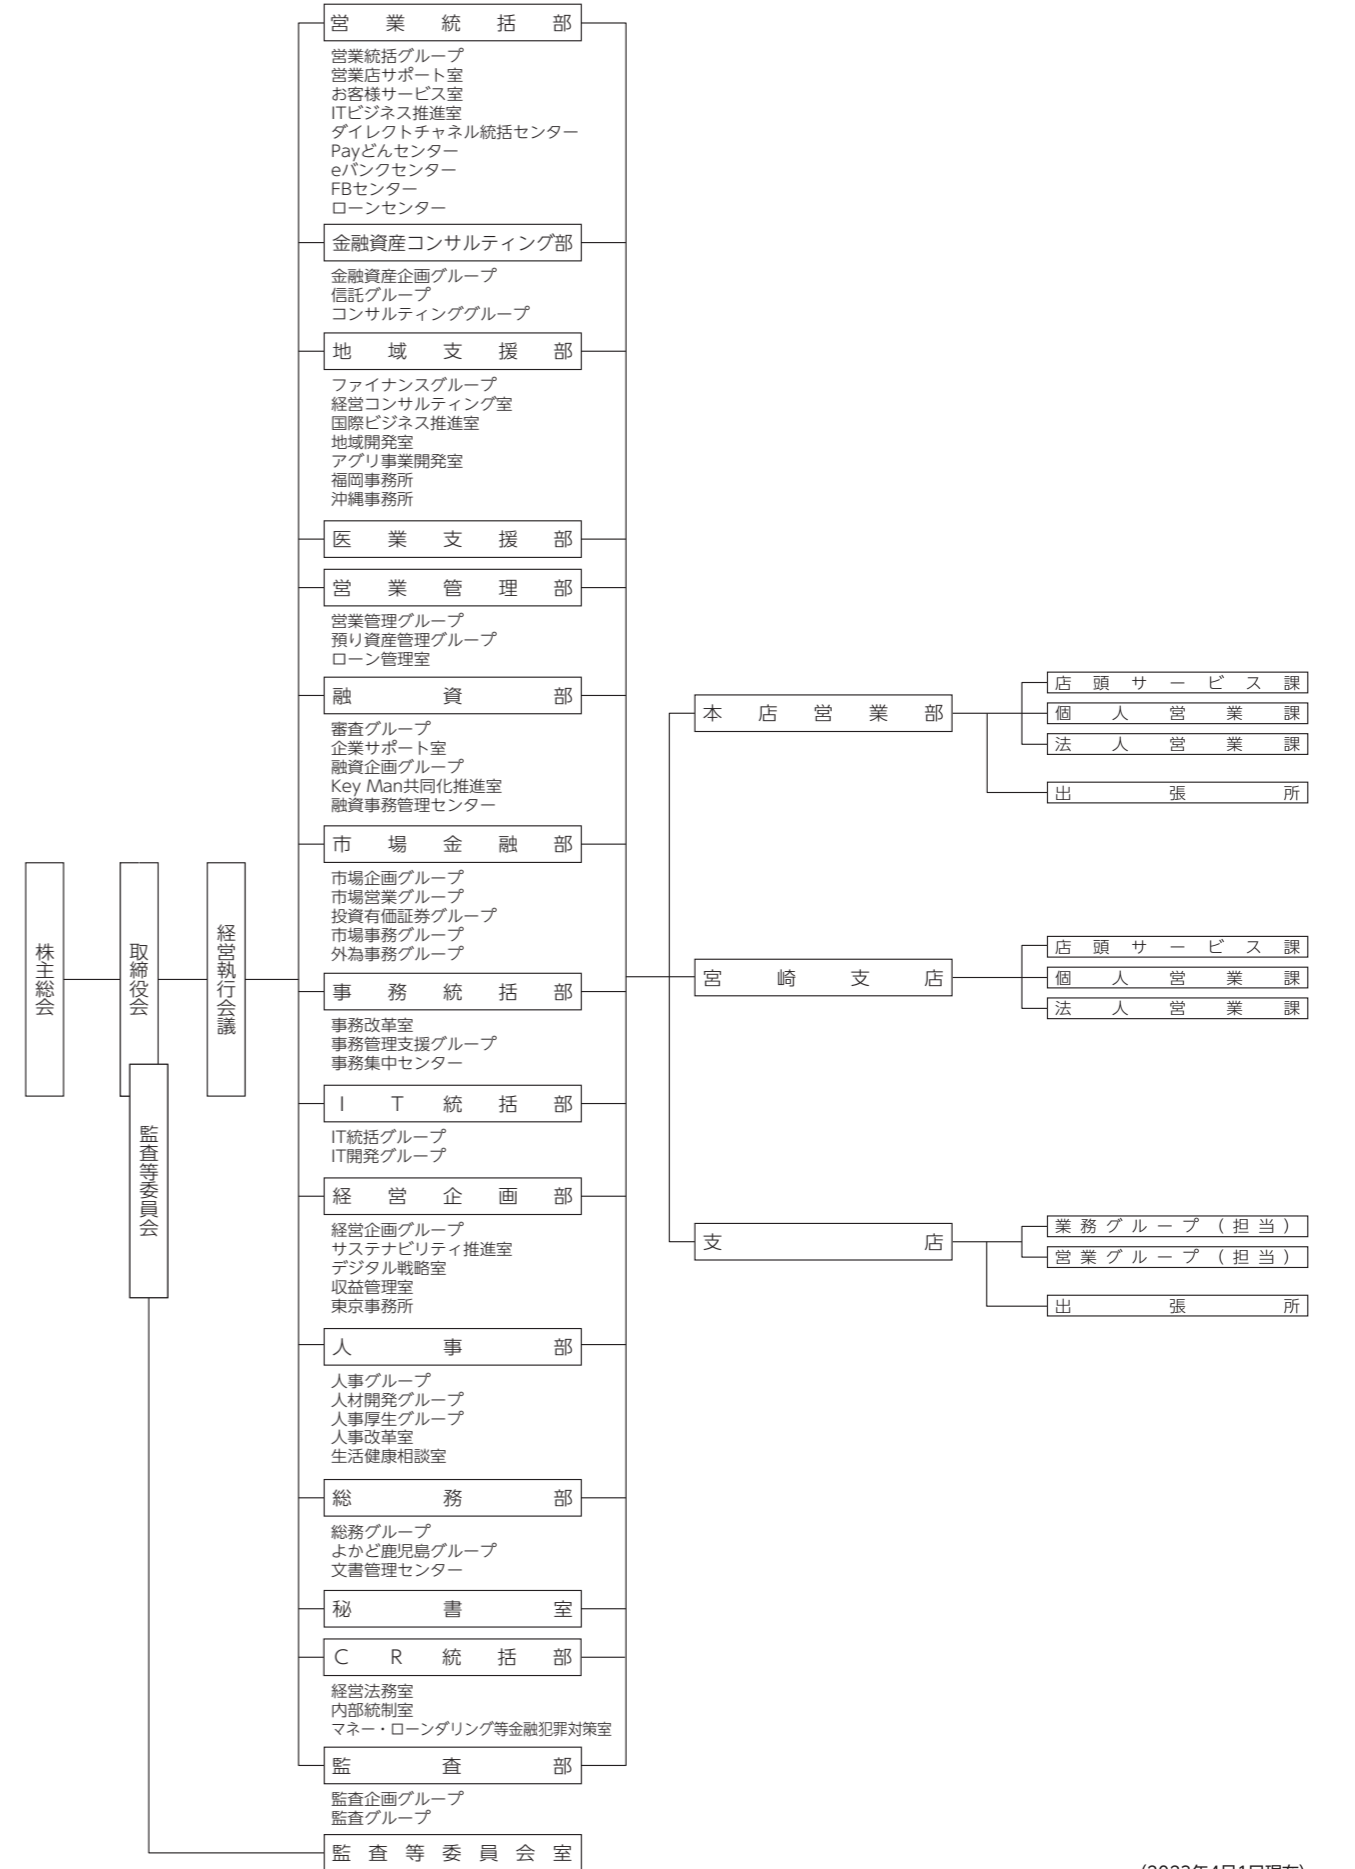 株主総会
取締役会
監査等委員会
経営執行会議
営業統括部
営業統括グループ
営業店サポート室
お客様サービス室
ITビジネス推進室
ダイレクトチャネル統括センター
Payどんセンター
eバンクセンター
FBセンター
ローンセンター
金融資産コンサルティング部
金融資産企画グループ
信託グループ
コンサルティンググループ
地域支援部
ファイナンスグループ
経営コンサルティング室
国際ビジネス推進室
地域開発室
アグリ事業開発室
福岡事務所
沖縄事務所
医業支援部
営業管理部
営業管理グループ
預り資産管理グループ
ローン管理室
融資部
審査グループ
企業サポート室
融資企画グループ
Key Man共同化推進室
融資事務管理センター
市場金融部
市場企画グループ
市場営業グループ
投資有価証券グループ
市場事務グループ
外為事務グループ
事務統括部
事務改革室
事務管理支援グループ
事務集中センター
IT統括部
IT統括グループ
IT開発グループ
経営企画部
経営企画グループ
サステナビリティ推進室
デジタル戦略室
収益管理室
東京事務所
人事部
人事グループ
人材開発グループ
人事厚生グループ
人事改革室
生活健康相談室
総務部
総務グループ
よかど鹿児島グループ
文書管理センター
秘書室
CR統括部
経営法務室
内部統制室
マネー・ローンダリング等金融犯罪対策室
監査部
監査企画グループ
監査グループ
監査等委員会室
本店営業部
店頭サービス課
個人営業課
法人営業課
出張所
宮崎支店
店頭サービス課
個人営業課
法人営業課
支店
業務グループ(担当)
営業グループ(担当)
出張所